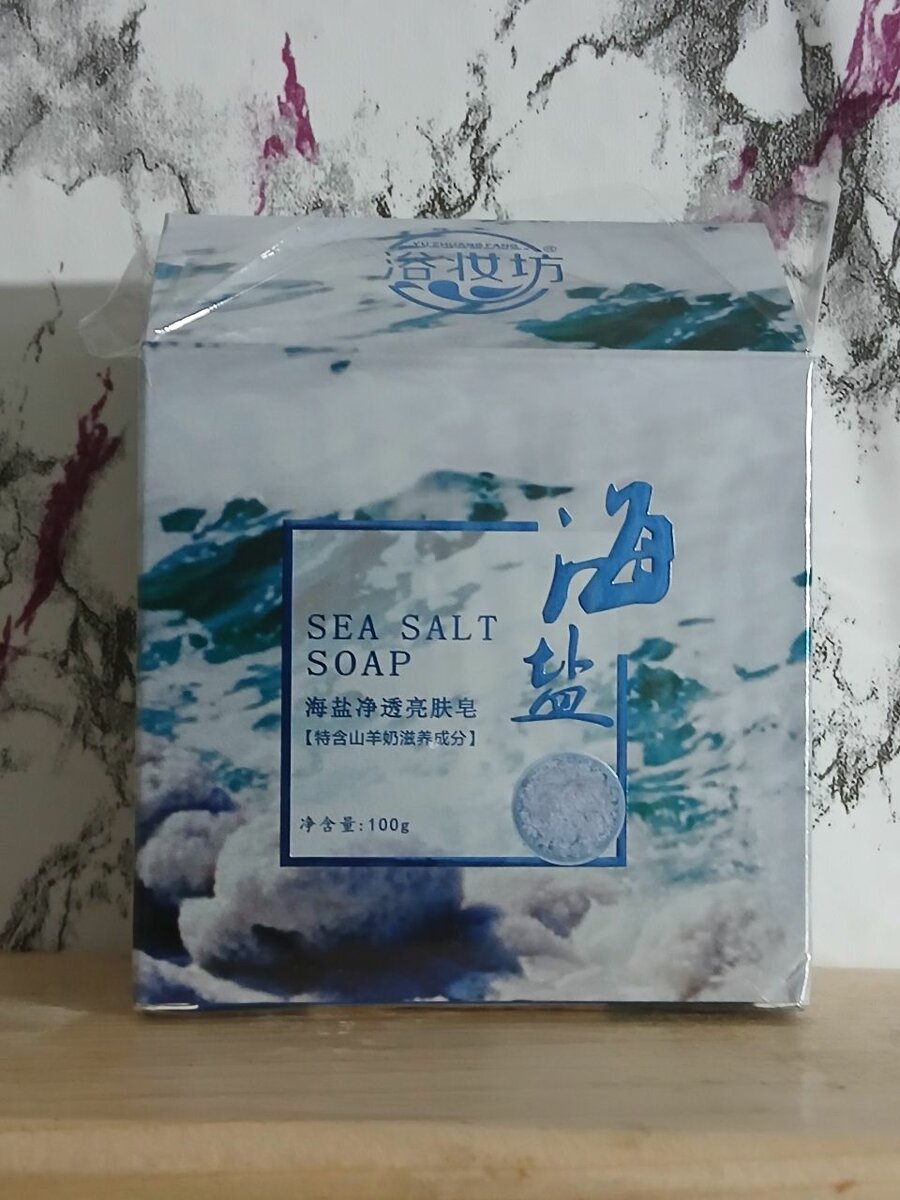 YUZHUANGFANG
浴妆坊®
海盐
SEA SALT
SOAP
海盐净透亮肤皂
【特含山羊奶滋养成分】
净含量:100g